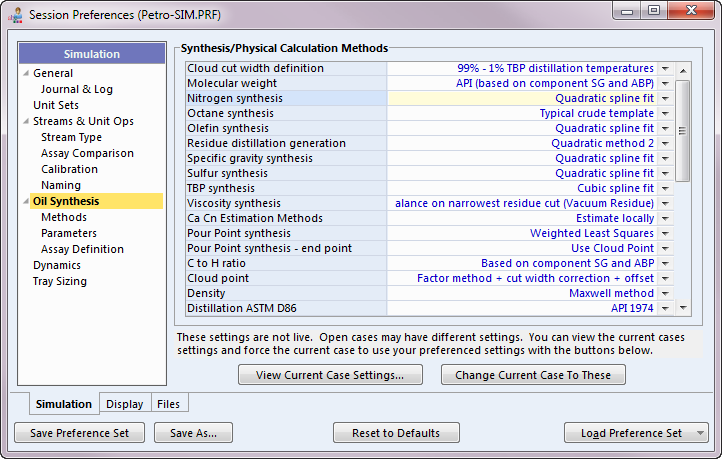 Session Preferences (Petro-SIM.PRF)
Simulation
General
Journal & Log
Unit Sets
Streams & Unit Ops
Stream Type
Assay Comparison
Calibration
Naming
Oil Synthesis
Methods
Parameters
Assay Definition
Dynamics
Tray Sizing
Synthesis/Physical Calculation Methods
Cloud cut width definition 99% - 1% TBP distillation temperatures
Molecular weight API (based on component SG and ABP)
Nitrogen synthesis Quadratic spline fit
Octane synthesis Typical crude template
Olefin synthesis Quadratic spline fit
Residue distillation generation Quadratic method 2
Specific gravity synthesis Quadratic spline fit
Sulfur synthesis Quadratic spline fit
TBP synthesis Cubic spline fit
Viscosity synthesis alance on narrowest residue cut (Vacuum Residue)
Ca Cn Estimation Methods Estimate locally
Pour Point synthesis Weighted Least Squares
Pour Point synthesis - end point Use Cloud Point
C to H ratio Based on component SG and ABP
Cloud point Factor method + cut width correction + offset
Density Maxwell method
Distillation ASTM D86 API 1974
These settings are not live. Open cases may have different settings. You can view the current cases
settings and force the current case to use your preferenced settings with the buttons below.
View Current Case Settings... Change Current Case To These
Simulation Display Files
Save Preference Set Save As... Reset to Defaults Load Preference Set